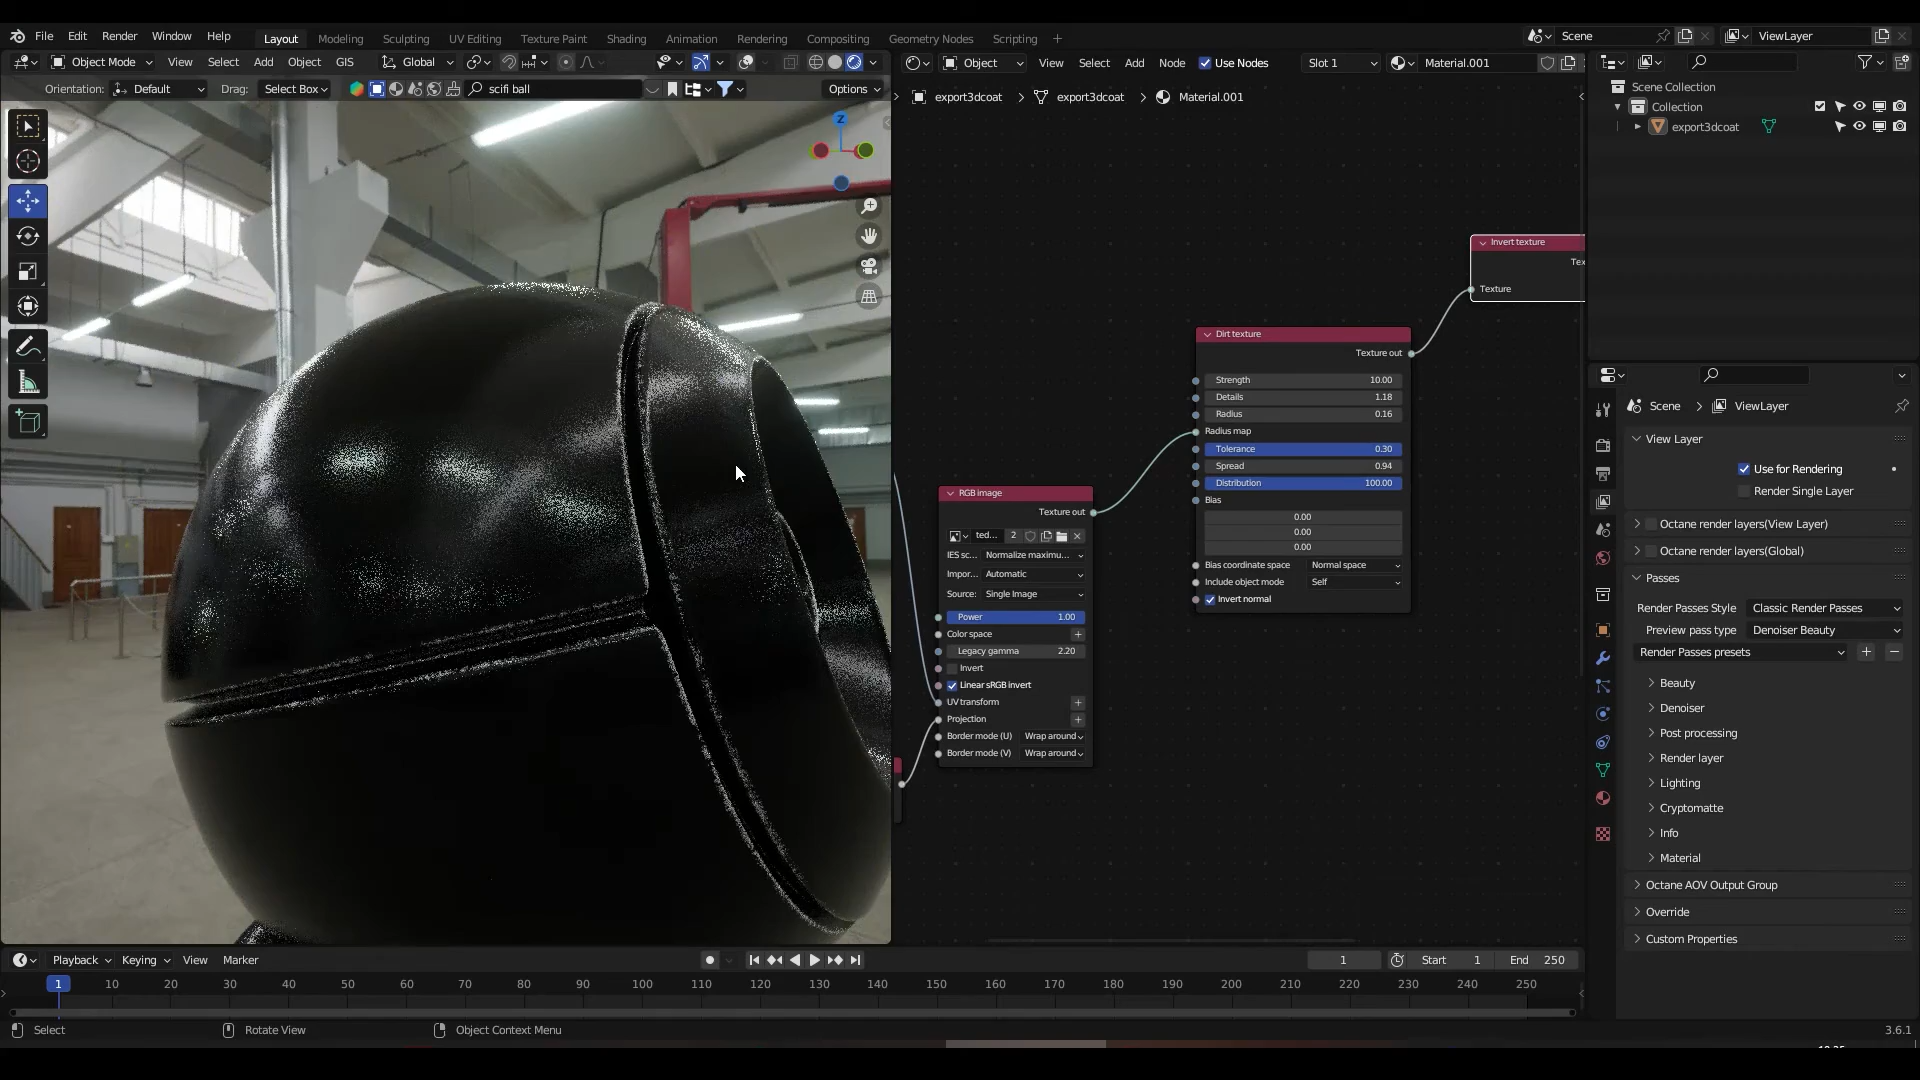 File Edit Render Window Help Layout Modeling Sculpting UV Editing Texture Paint Shading Animation Rendering Compositing Geometry Nodes Scripting Scene ViewLayer
Object Mode View Select Add Object GIS Global Object View Select Add Node Use Nodes Slot 1 Material.001
Orientation: Default Drag: Select Box scifi ball Options
export3dcoat export3dcoat Material.001
Scene Collection
Collection
export3dcoat
Z
Invert texture
Tex
Texture
Dirt texture
Texture out
Strength 10.00
Details 1.18
Radius 0.16
Radius map
Tolerance 0.30
Spread 0.94
Distribution 100.00
Bias
0.00
0.00
0.00
Bias coordinate space Normal space
Include object mode Self
Invert normal
RGB image
Texture out
ted... 2
IES sc... Normalize maximu...
Impor... Automatic
Source: Single Image
Power 1.00
Color space
Legacy gamma 2.20
Invert
Linear sRGB invert
UV transform
Projection
Border mode (U) Wrap around
Border mode (V) Wrap around
Scene ViewLayer
View Layer
Use for Rendering
Render Single Layer
Octane render layers(View Layer)
Octane render layers(Global)
Passes
Render Passes Style Classic Render Passes
Preview pass type Denoiser Beauty
Render Passes presets
Beauty
Denoiser
Post processing
Render layer
Lighting
Cryptomatte
Info
Material
Octane AOV Output Group
Override
Custom Properties
Playback Keying View Marker 1 Start 1 End 250
1 10 20 30 40 50 60 70 80 90 100 110 120 130 140 150 160 170 180 190 200 210 220 230 240 250
Select Rotate View Object Context Menu 3.6.1